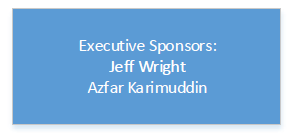 Executive Sponsors:
Jeff Wright
Azfar Karimuddin